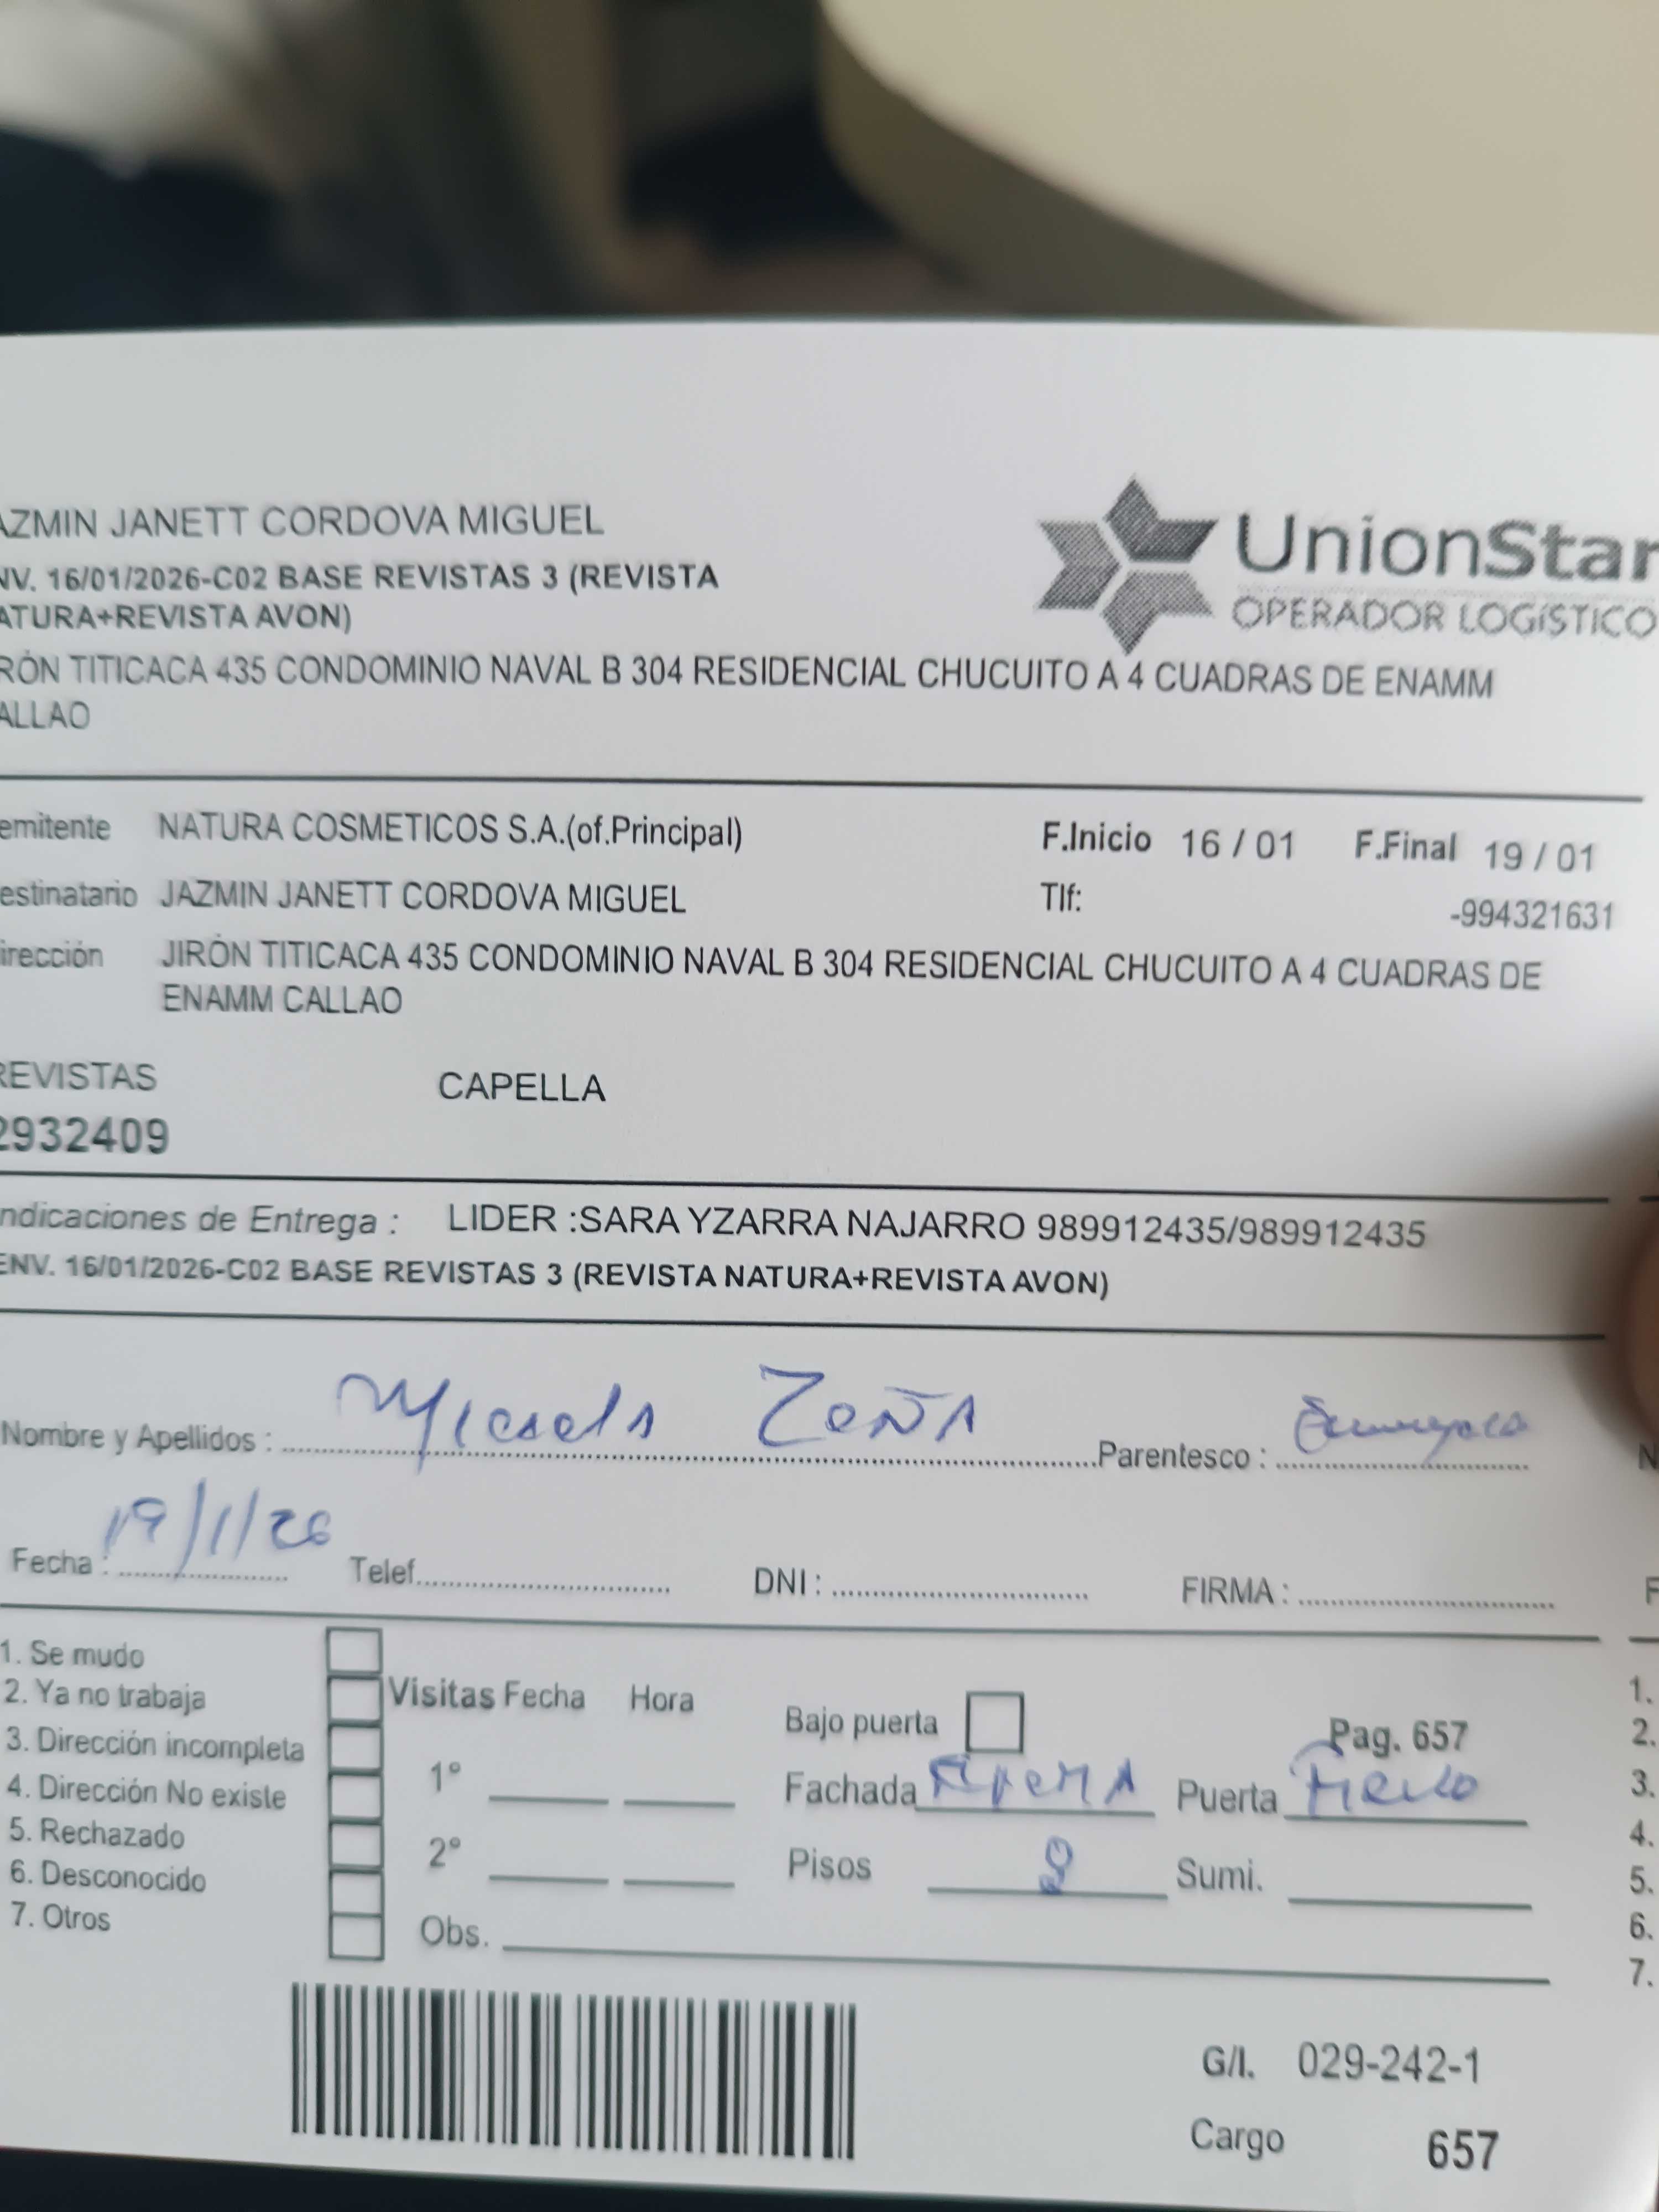 AZMIN JANETT CORDOVA MIGUEL
NV. 16/01/2026-C02 BASE REVISTAS 3 (REVISTA
ATURA+REVISTA AVON)
UnionStar
OPERADOR LOGÍSTICO
RÓN TITICACA 435 CONDOMINIO NAVAL B 304 RESIDENCIAL CHUCUITO A 4 CUADRAS DE ENAMM
ALLAO
emitente NATURA COSMETICOS S.A.(of.Principal) F.Inicio 16 / 01 F.Final 19 / 01
estinatario JAZMIN JANETT CORDOVA MIGUEL Tlf: -994321631
irección JIRÓN TITICACA 435 CONDOMINIO NAVAL B 304 RESIDENCIAL CHUCUITO A 4 CUADRAS DE
ENAMM CALLAO
REVISTAS CAPELLA
2932409
ndicaciones de Entrega : LIDER :SARA YZARRA NAJARRO 989912435/989912435
ENV. 16/01/2026-C02 BASE REVISTAS 3 (REVISTA NATURA+REVISTA AVON)
Nombre y Apellidos : Micaela ZoÑA Parentesco :
N
Fecha : 19/1/26 Telef. DNI : FIRMA :
F
1. Se mudo
2. Ya no trabaja
3. Dirección incompleta
4. Dirección No existe
5. Rechazado
6. Desconocido
7. Otros
Visitas Fecha Hora
1°
2°
Obs.
Bajo puerta Pag. 657
Fachada Puerta Fierro
Pisos Sumi.
1.
2.
3.
4.
5.
6.
7.
G/I. 029-242-1
Cargo 657